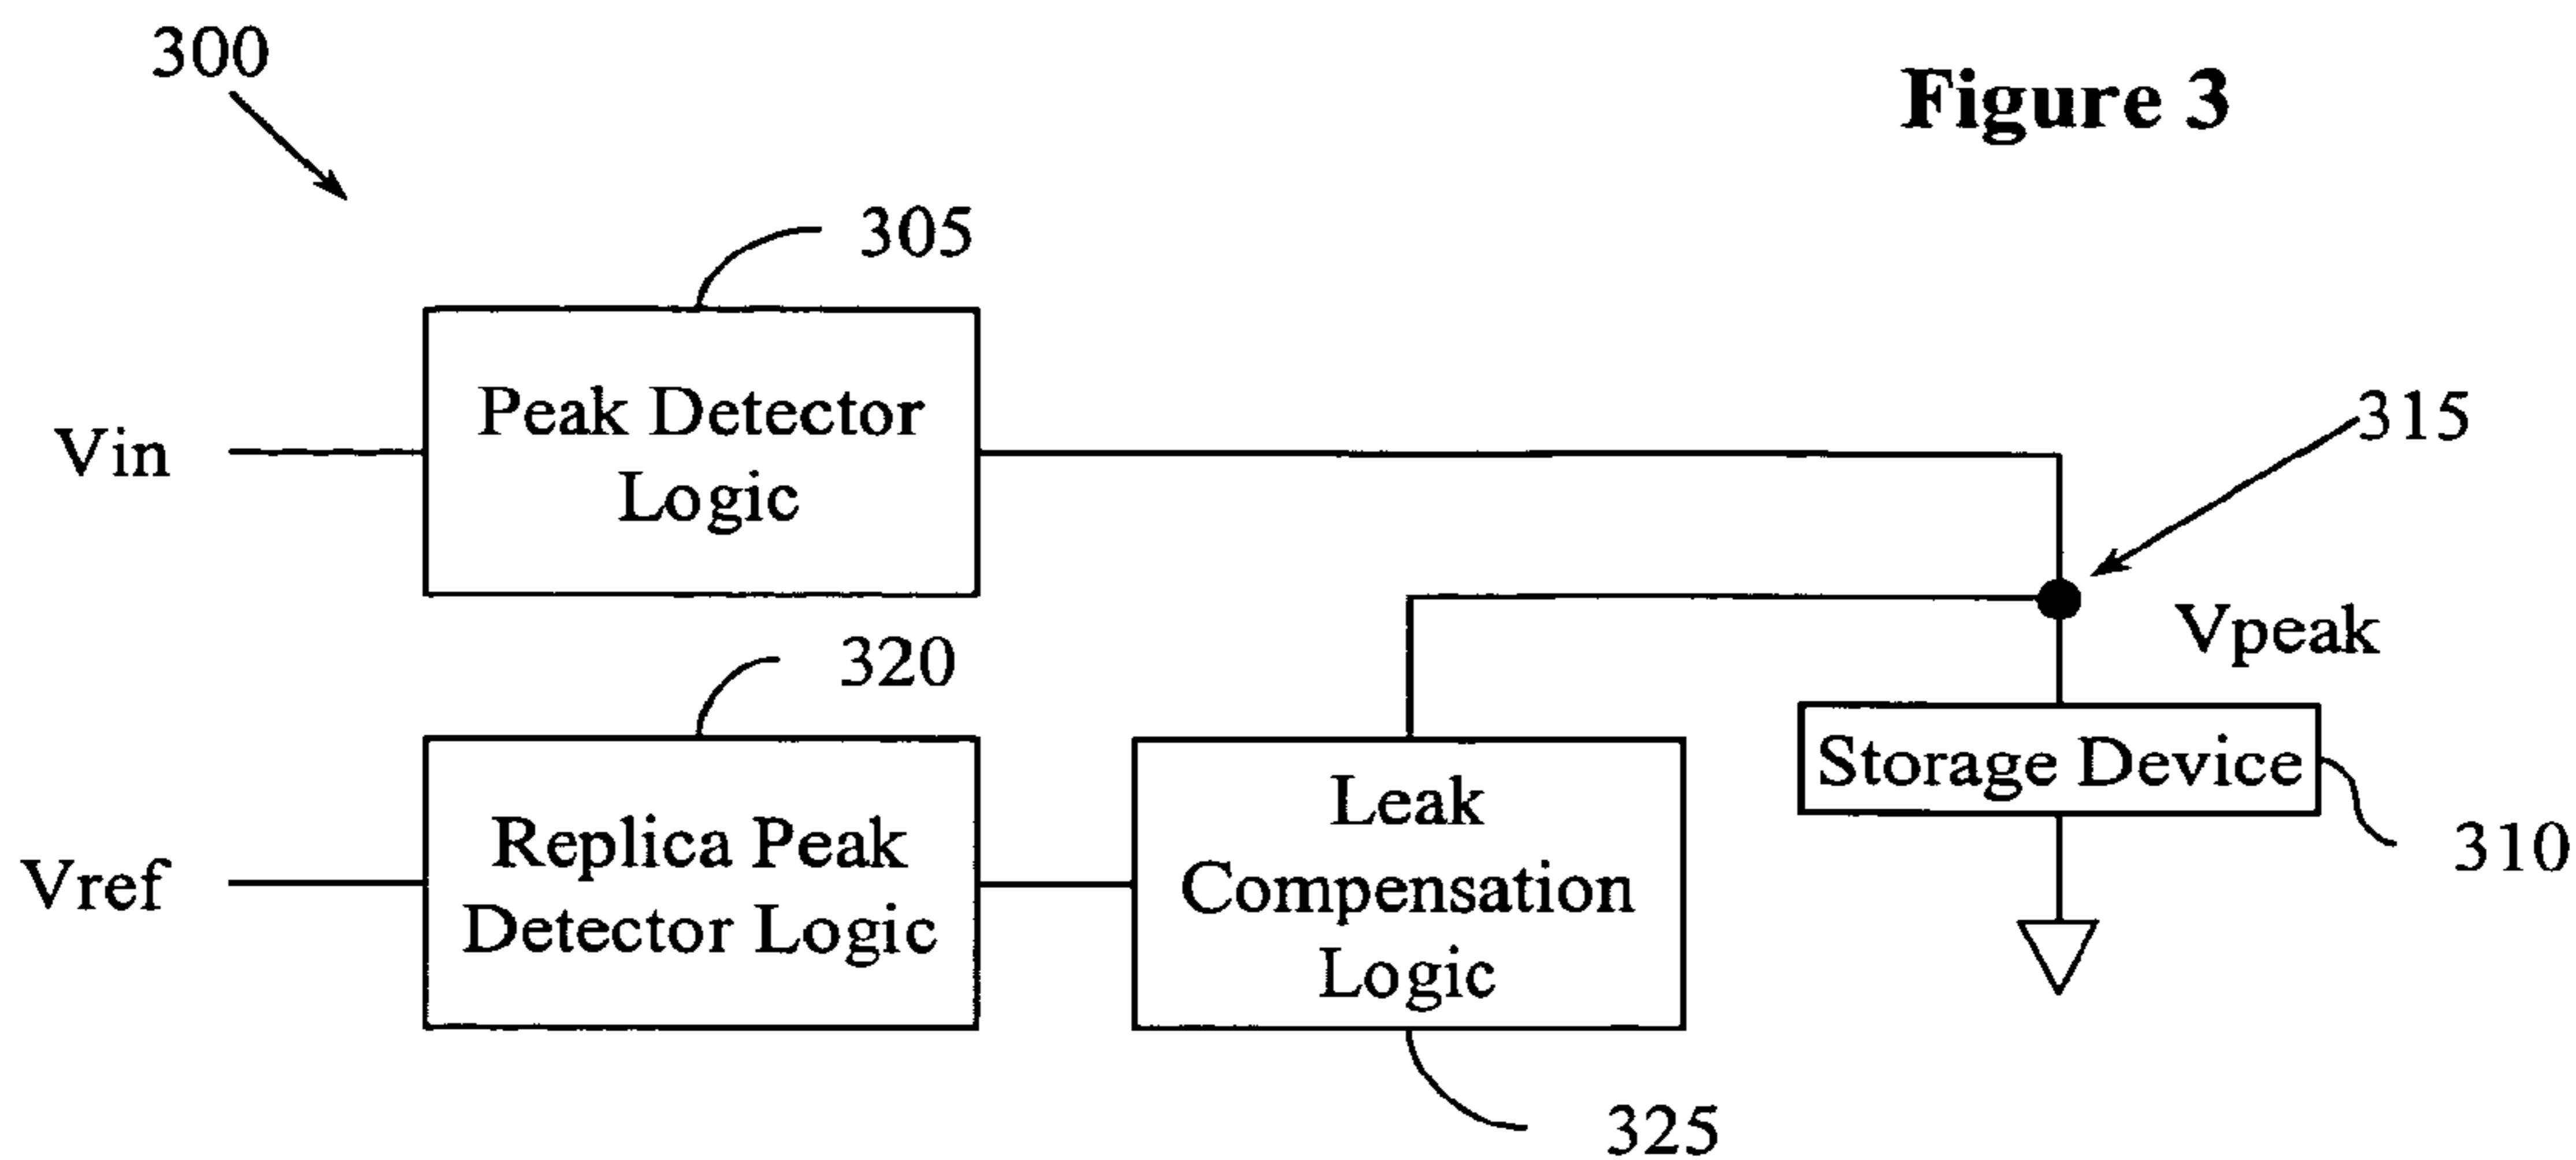 300
Figure 3
305
Peak Detector
Logic
Vin
315
Vpeak
320
Replica Peak
Detector Logic
Vref
Leak
Compensation
Logic
Storage Device
310
325